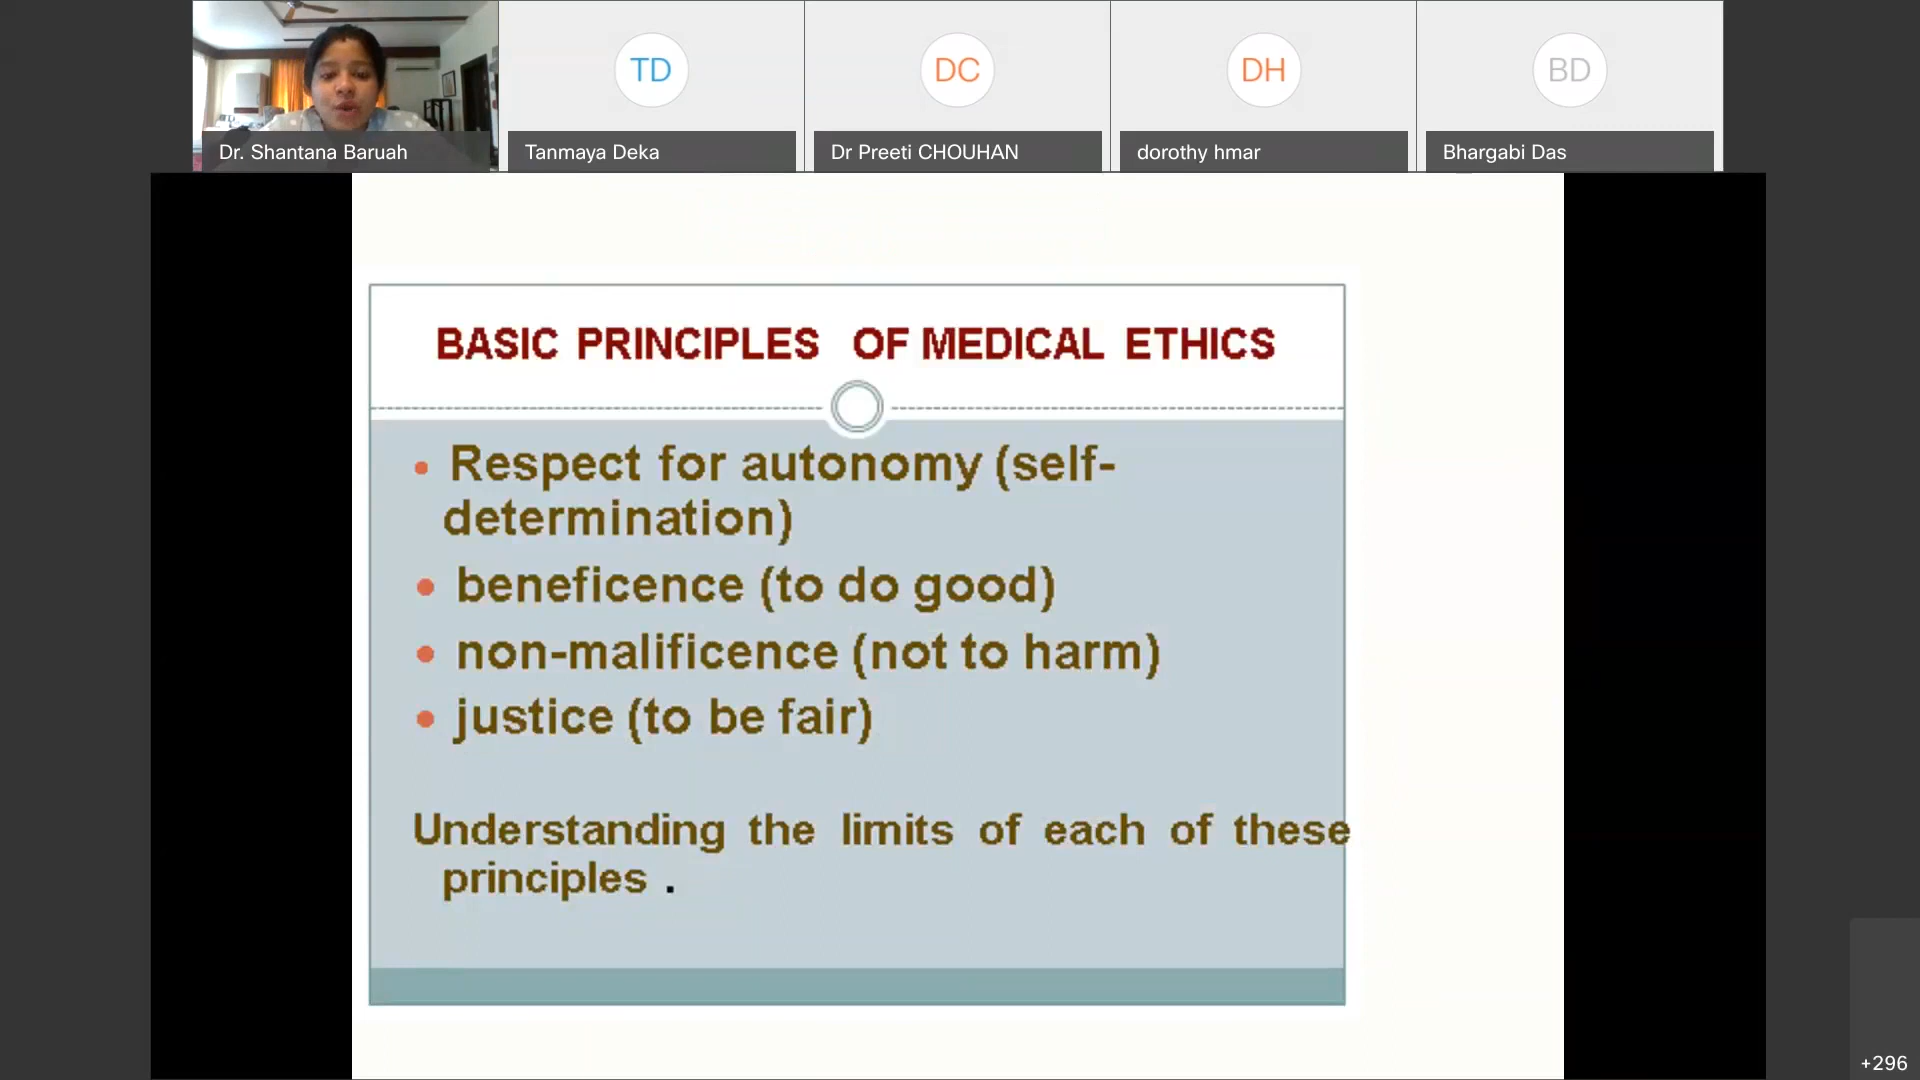 TD
DC
DH
BD
Dr. Shantana Baruah
Tanmaya Deka
Dr Preeti CHOUHAN
dorothy hmar
Bhargabi Das
BASIC PRINCIPLES OF MEDICAL ETHICS
• Respect for autonomy (self-
determination)
• beneficence (to do good)
• non-malificence (not to harm)
• justice (to be fair)
Understanding the limits of each of these
principles .
+296